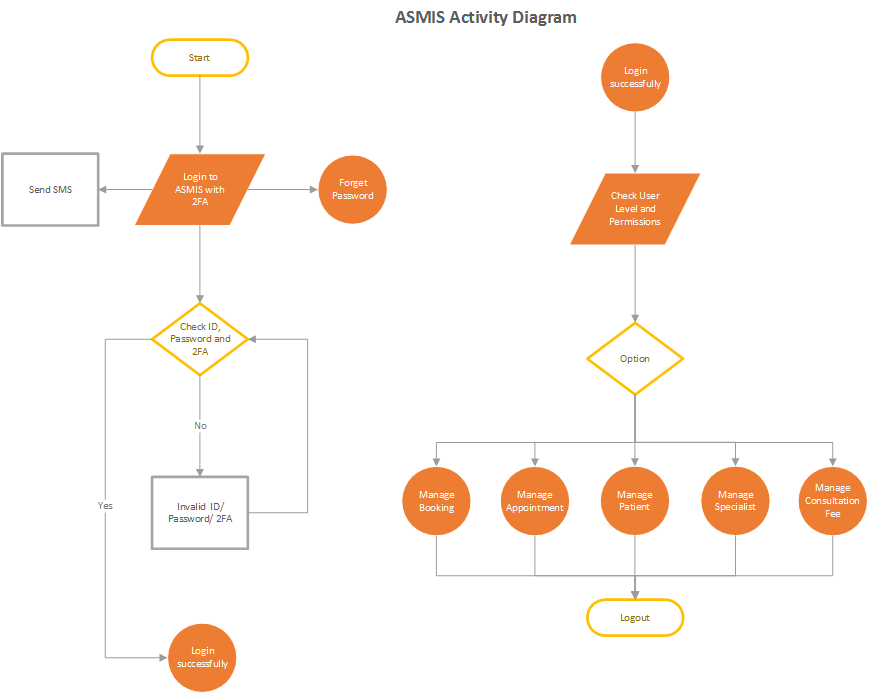 ASMIS Activity Diagram
Start
Login to
ASMIS with
2FA
Send SMS
Forget
Password
Check ID,
Password and
2FA
No
Yes
Invalid ID/
Password/ 2FA
Login
successfully
Login
successfully
Check User
Level and
Permissions
Option
Manage
Booking
Manage
Appointment
Manage
Patient
Manage
Specialist
Manage
Consultation
Fee
Logout